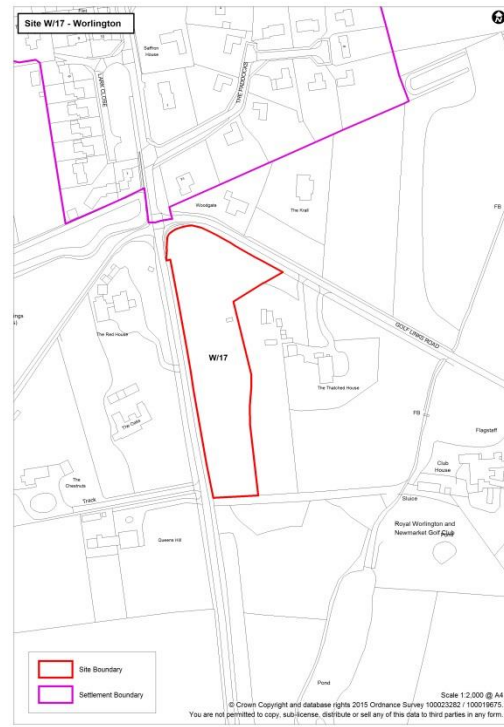 Site W/17 - Worlington
Saffron
House
LARK CLOSE
THE PADDOCKS
Woodgate
The Krall
FB
The Red House
W/17
GOLF LINKS ROAD
The Thatched House
The Oaks
FB
Flagstaff
Club
House
The
Chestnuts
Track
Sluice
Royal Worlington and
Newmarket Golf Club
Pond
Queens Hill
Pond
Site Boundary
Settlement Boundary
Scale 1:2,000 @ A4
© Crown Copyright and database rights 2015 Ordnance Survey 100023282 / 100019675.
You are not permitted to copy, sub-license, distribute or sell any of this data to third parties in any form.